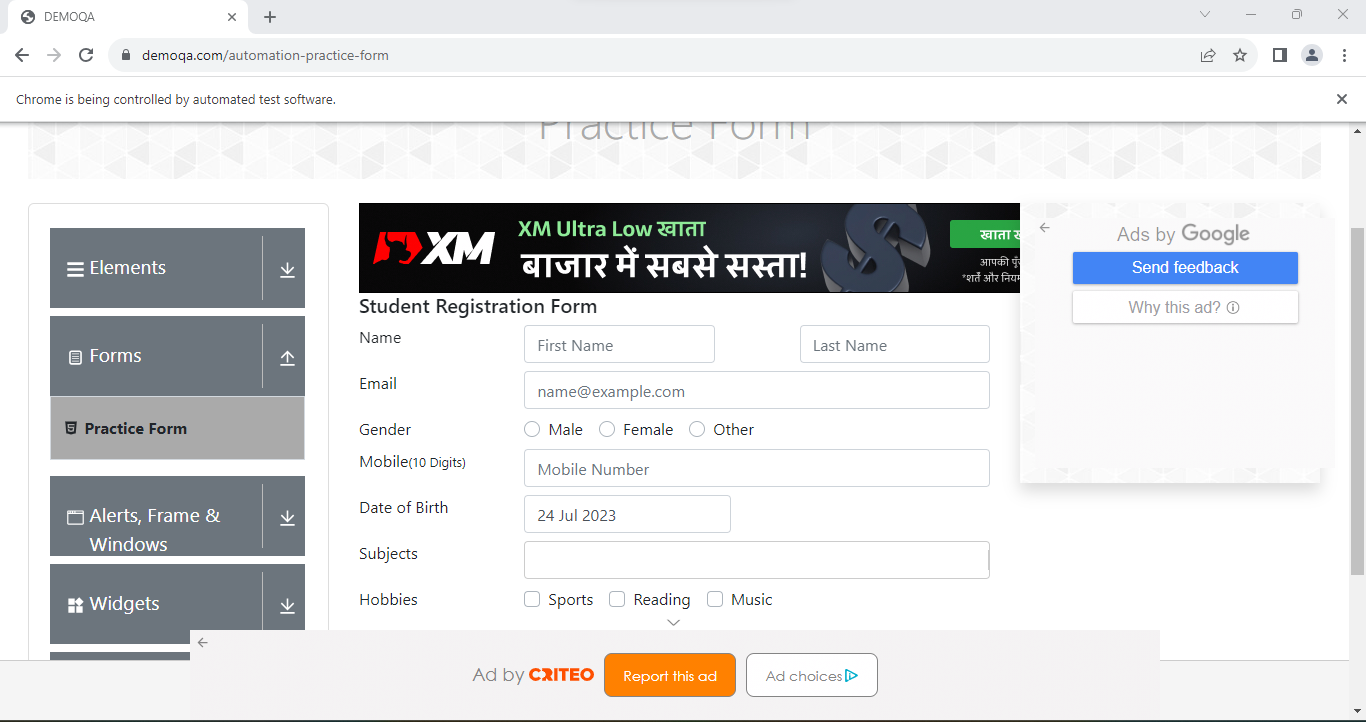 DEMOQA
demoqa.com/automation-practice-form
Chrome is being controlled by automated test software.
Practice Form
XM
XM Ultra Low खाता
बाजार में सबसे सस्ता!
खाता
आपकी
*शर्तें और
Ads by Google
Send feedback
Why this ad?
Elements
Forms
Practice Form
Alerts, Frame &
Windows
Widgets
Student Registration Form
Name
First Name
Last Name
Email
name@example.com
Gender
Male
Female
Other
Mobile(10 Digits)
Mobile Number
Date of Birth
24 Jul 2023
Subjects
Hobbies
Sports
Reading
Music
Ad by CRITEO
Report this ad
Ad choices